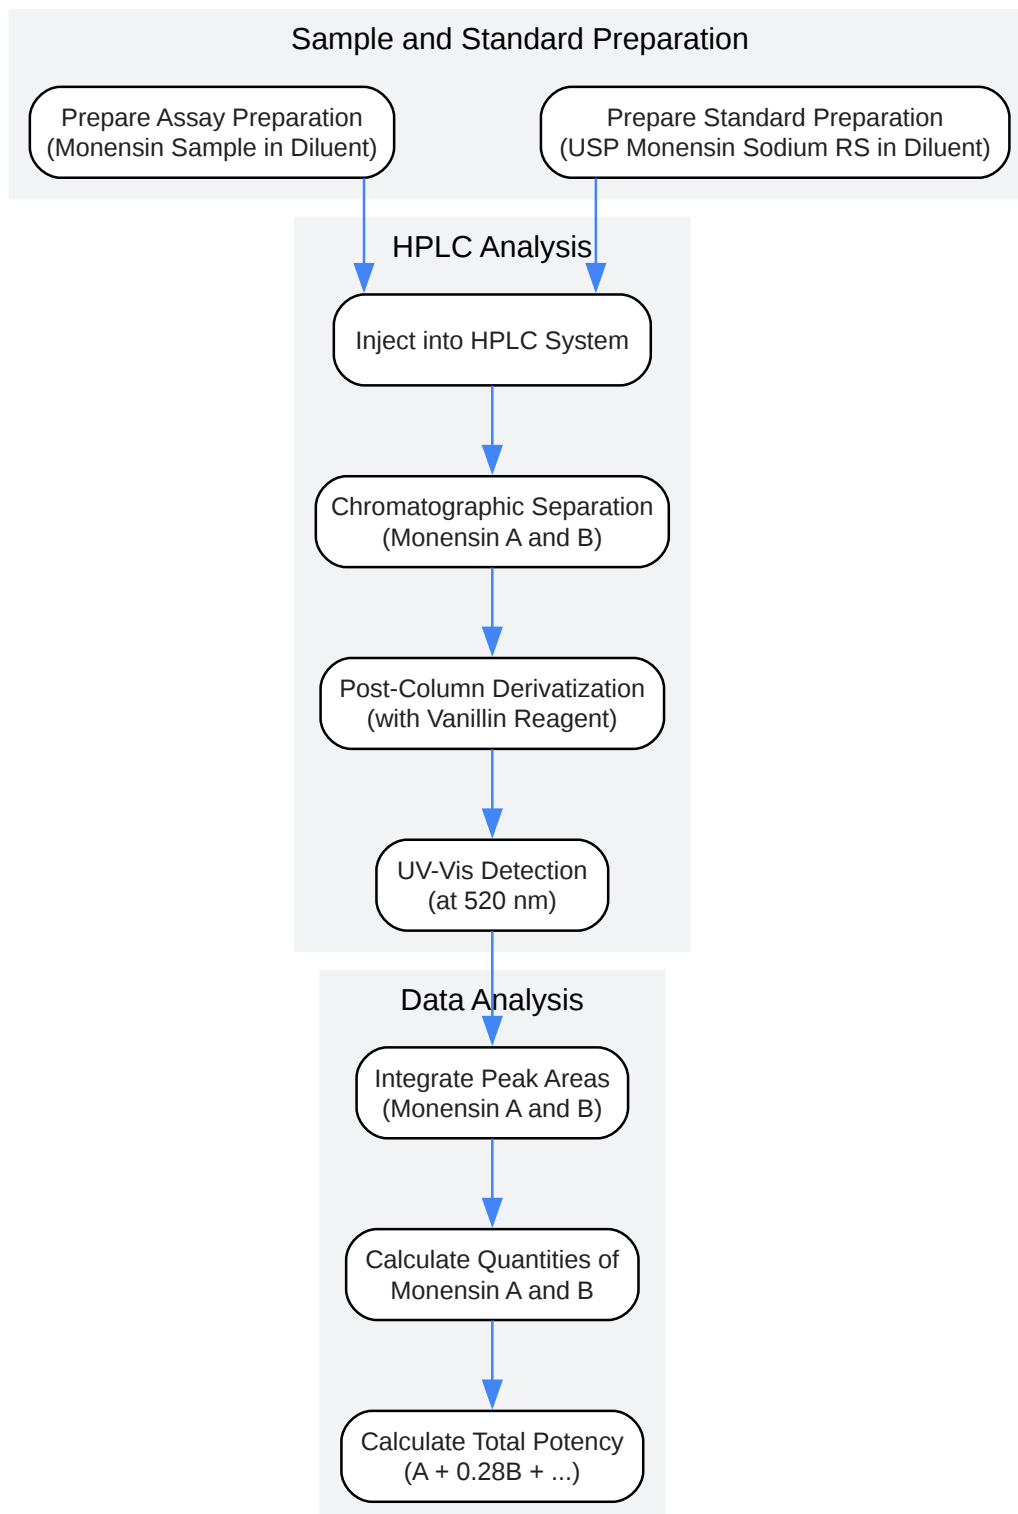 Sample and Standard Preparation
Prepare Assay Preparation
(Monensin Sample in Diluent)
Prepare Standard Preparation
(USP Monensin Sodium RS in Diluent)
HPLC Analysis
Inject into HPLC System
Chromatographic Separation
(Monensin A and B)
Post-Column Derivatization
(with Vanillin Reagent)
UV-Vis Detection
(at 520 nm)
Data Analysis
Integrate Peak Areas
(Monensin A and B)
Calculate Quantities of
Monensin A and B
Calculate Total Potency
(A + 0.28B + ...)